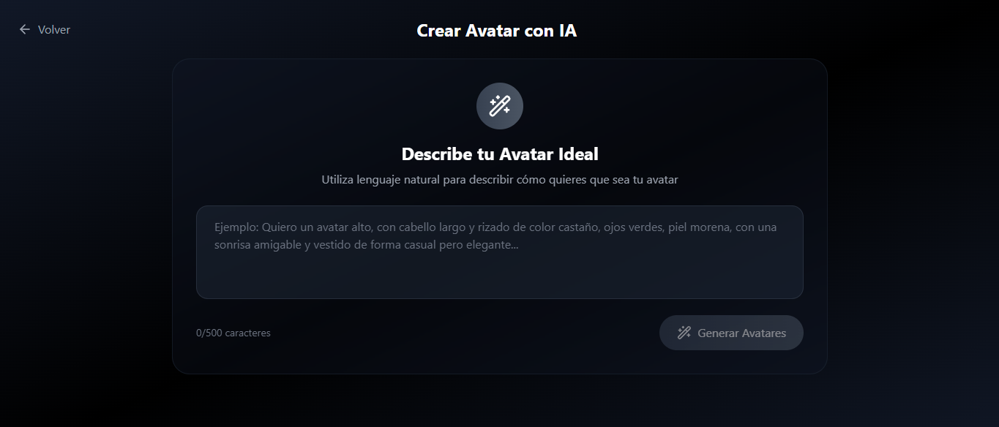 Volver
Crear Avatar con IA
Describe tu Avatar Ideal
Utiliza lenguaje natural para describir cómo quieres que sea tu avatar
Ejemplo: Quiero un avatar alto, con cabello largo y rizado de color castaño, ojos verdes, piel morena, con una
sonrisa amigable y vestido de forma casual pero elegante...
0/500 caracteres
Generar Avatares